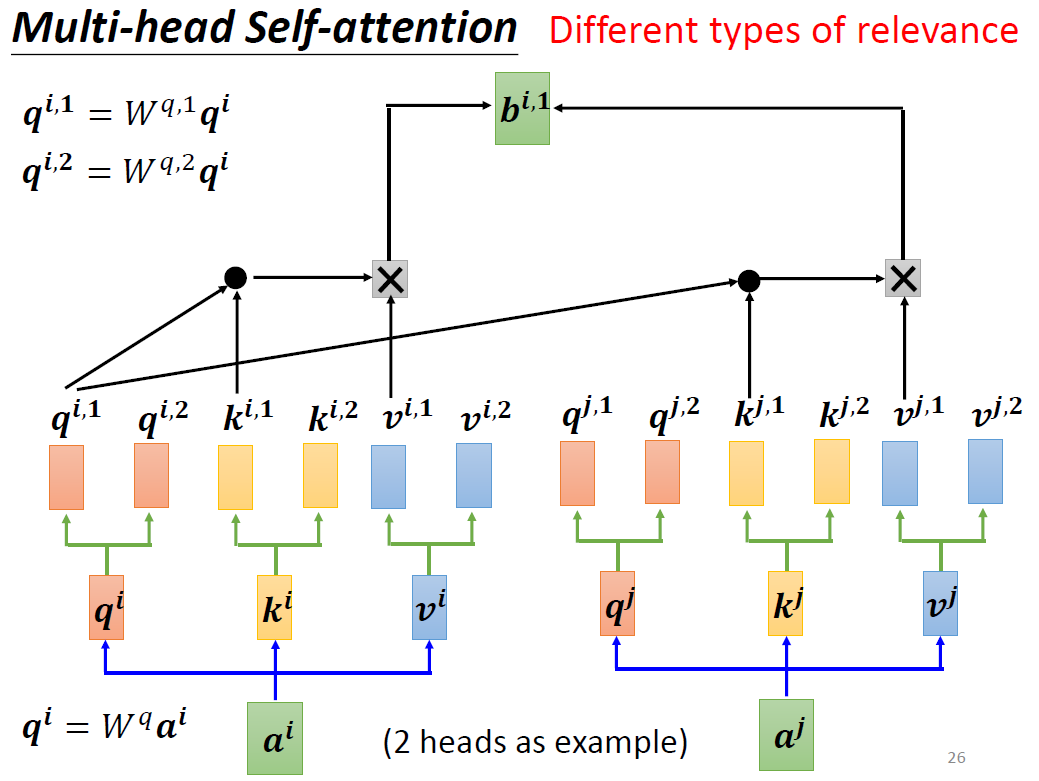 Multi-head Self-attention Different types of relevance
q^{i,1} = W^{q,1}q^i
q^{i,2} = W^{q,2}q^i
b^{i,1}
q^{i,1} q^{i,2} k^{i,1} k^{i,2} v^{i,1} v^{i,2} q^{j,1} q^{j,2} k^{j,1} k^{j,2} v^{j,1} v^{j,2}
q^i k^i v^i q^j k^j v^j
q^i = W^q a^i
a^i
(2 heads as example)
a^j
26